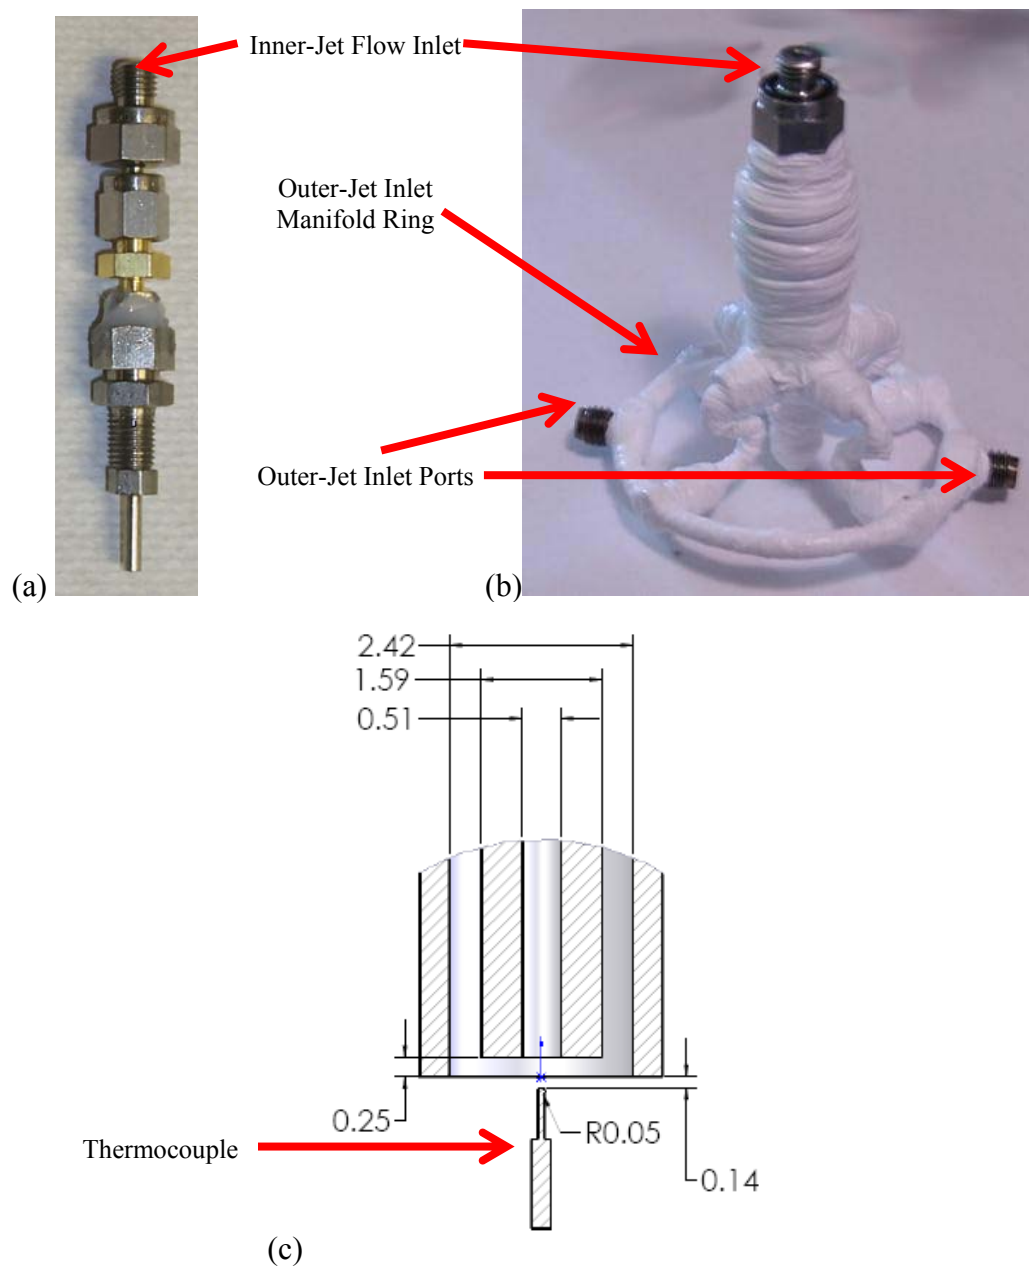 Inner-Jet Flow Inlet
Outer-Jet Inlet
Manifold Ring
Outer-Jet Inlet Ports
(a)
(b)
2.42
1.59
0.51
0.25
R0.05
Thermocouple
0.14
(c)